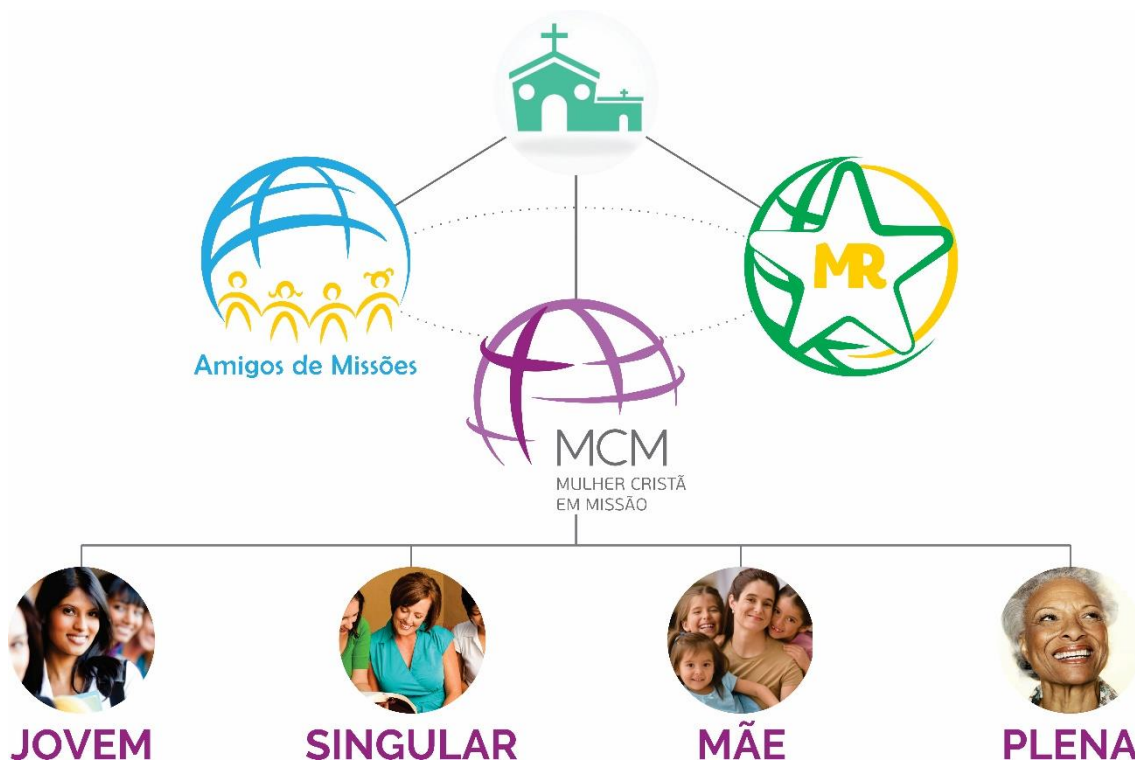 MR
Amigos de Missões
MCM
MULHER CRISTÃ
EM MISSÃO
JOVEM
SINGULAR
MÃE
PLENA